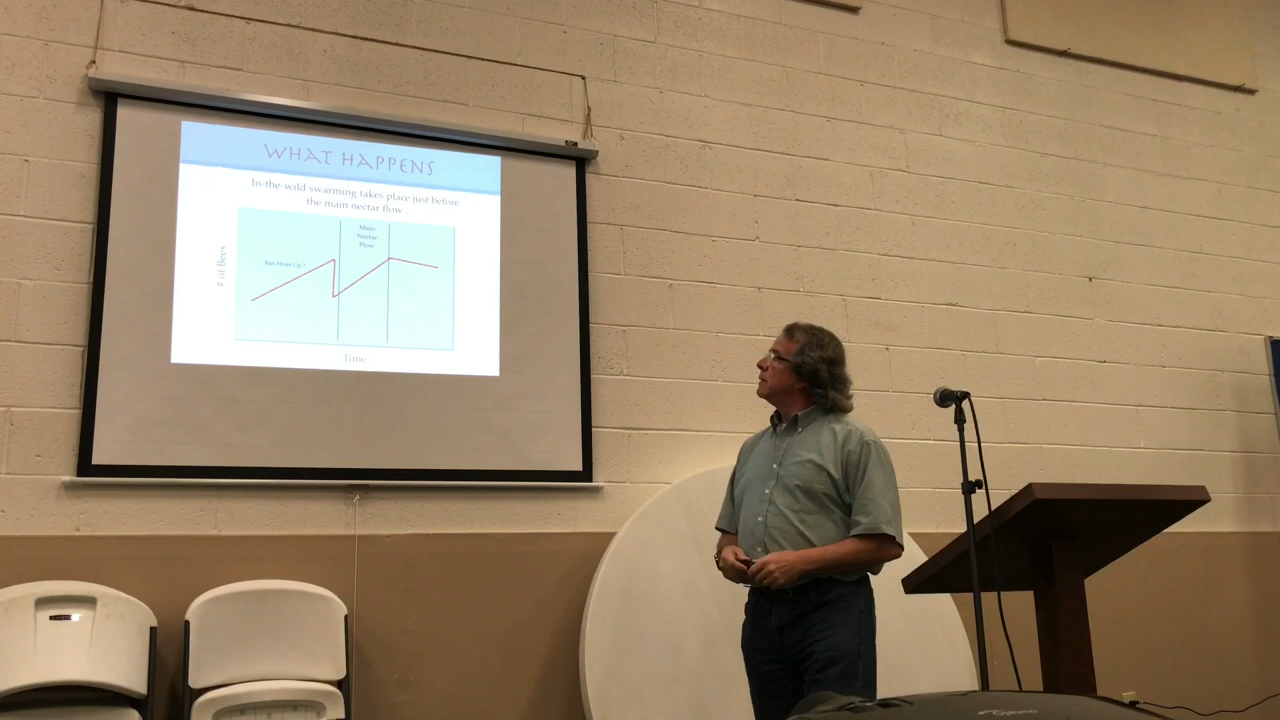 WHAT HAPPENS
In-the-wild swarming takes place just before
the main nectar flow
Main
Nectar
Flow
# of Bees
Time